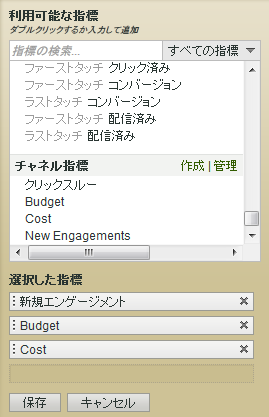 利用可能な指標
ダブルクリックするか入力して追加
指標の検索... すべての指標
ファーストタッチ クリック済み
ファーストタッチ コンバージョン
ラストタッチ コンバージョン
ファーストタッチ 配信済み
ラストタッチ 配信済み
チャネル指標 作成 | 管理
クリックスルー
Budget
Cost
New Engagements
選択した指標
新規エンゲージメント
Budget
Cost
保存 キャンセル